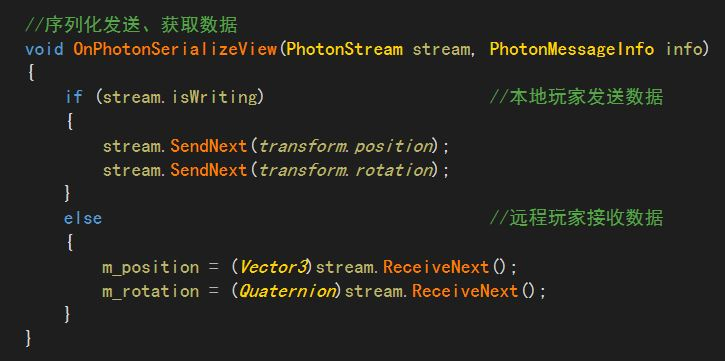 //序列化发送、获取数据
void OnPhotonSerializeView(PhotonStream stream, PhotonMessageInfo info)
{
    if (stream.isWriting)                    //本地玩家发送数据
    {
        stream.SendNext(transform.position);
        stream.SendNext(transform.rotation);
    }
    else                                     //远程玩家接收数据
    {
        m_position = (Vector3)stream.ReceiveNext();
        m_rotation = (Quaternion)stream.ReceiveNext();
    }
}